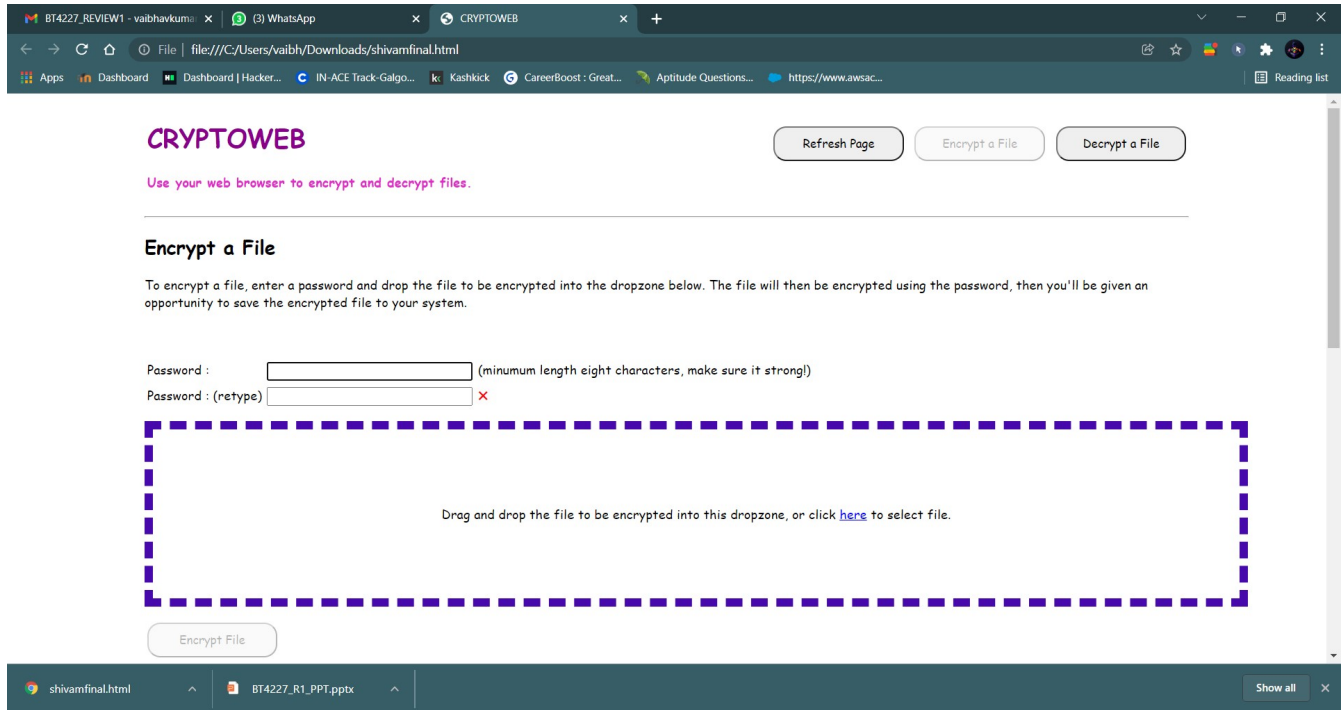 BT4227_REVIEW1 - vaibhavkuma
(3) WhatsApp
CRYPTOWEB
File | file:///C:/Users/vaibh/Downloads/shivamfinal.html
Apps Dashboard Dashboard | Hacker... IN-ACE Track-Galgo... Kashkick CareerBoost : Great... Aptitude Questions... https://www.awsac... Reading list
CRYPTOWEB
Refresh Page Encrypt a File Decrypt a File
Use your web browser to encrypt and decrypt files.
Encrypt a File
To encrypt a file, enter a password and drop the file to be encrypted into the dropzone below. The file will then be encrypted using the password, then you'll be given an
opportunity to save the encrypted file to your system.
Password : (minumum length eight characters, make sure it strong!)
Password : (retype)
Drag and drop the file to be encrypted into this dropzone, or click here to select file.
Encrypt File
shivamfinal.html BT4227_R1_PPT.pptx Show all